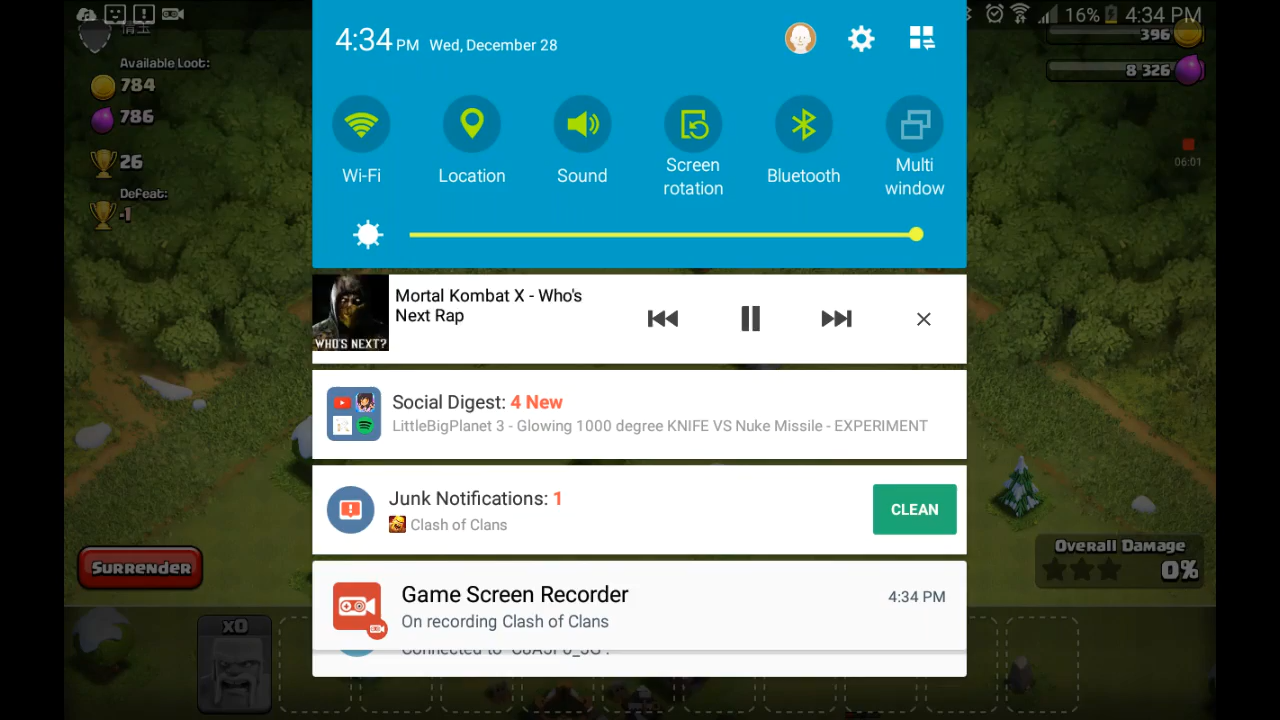 16% 4:34 PM
4:34 PM Wed, December 28
396
Available Loot:
784
8 326
786
Wi-Fi
Location
Sound
Screen rotation
Bluetooth
Multi window
26
06:01
Defeat:
-1
Mortal Kombat X - Who's
Next Rap
WHO'S NEXT?
Social Digest: 4 New
LittleBigPlanet 3 - Glowing 1000 degree KNIFE VS Nuke Missile - EXPERIMENT
Junk Notifications: 1
Clash of Clans
CLEAN
Surrender
Overall Damage
0%
Game Screen Recorder
4:34 PM
On recording Clash of Clans
x0
Connected to